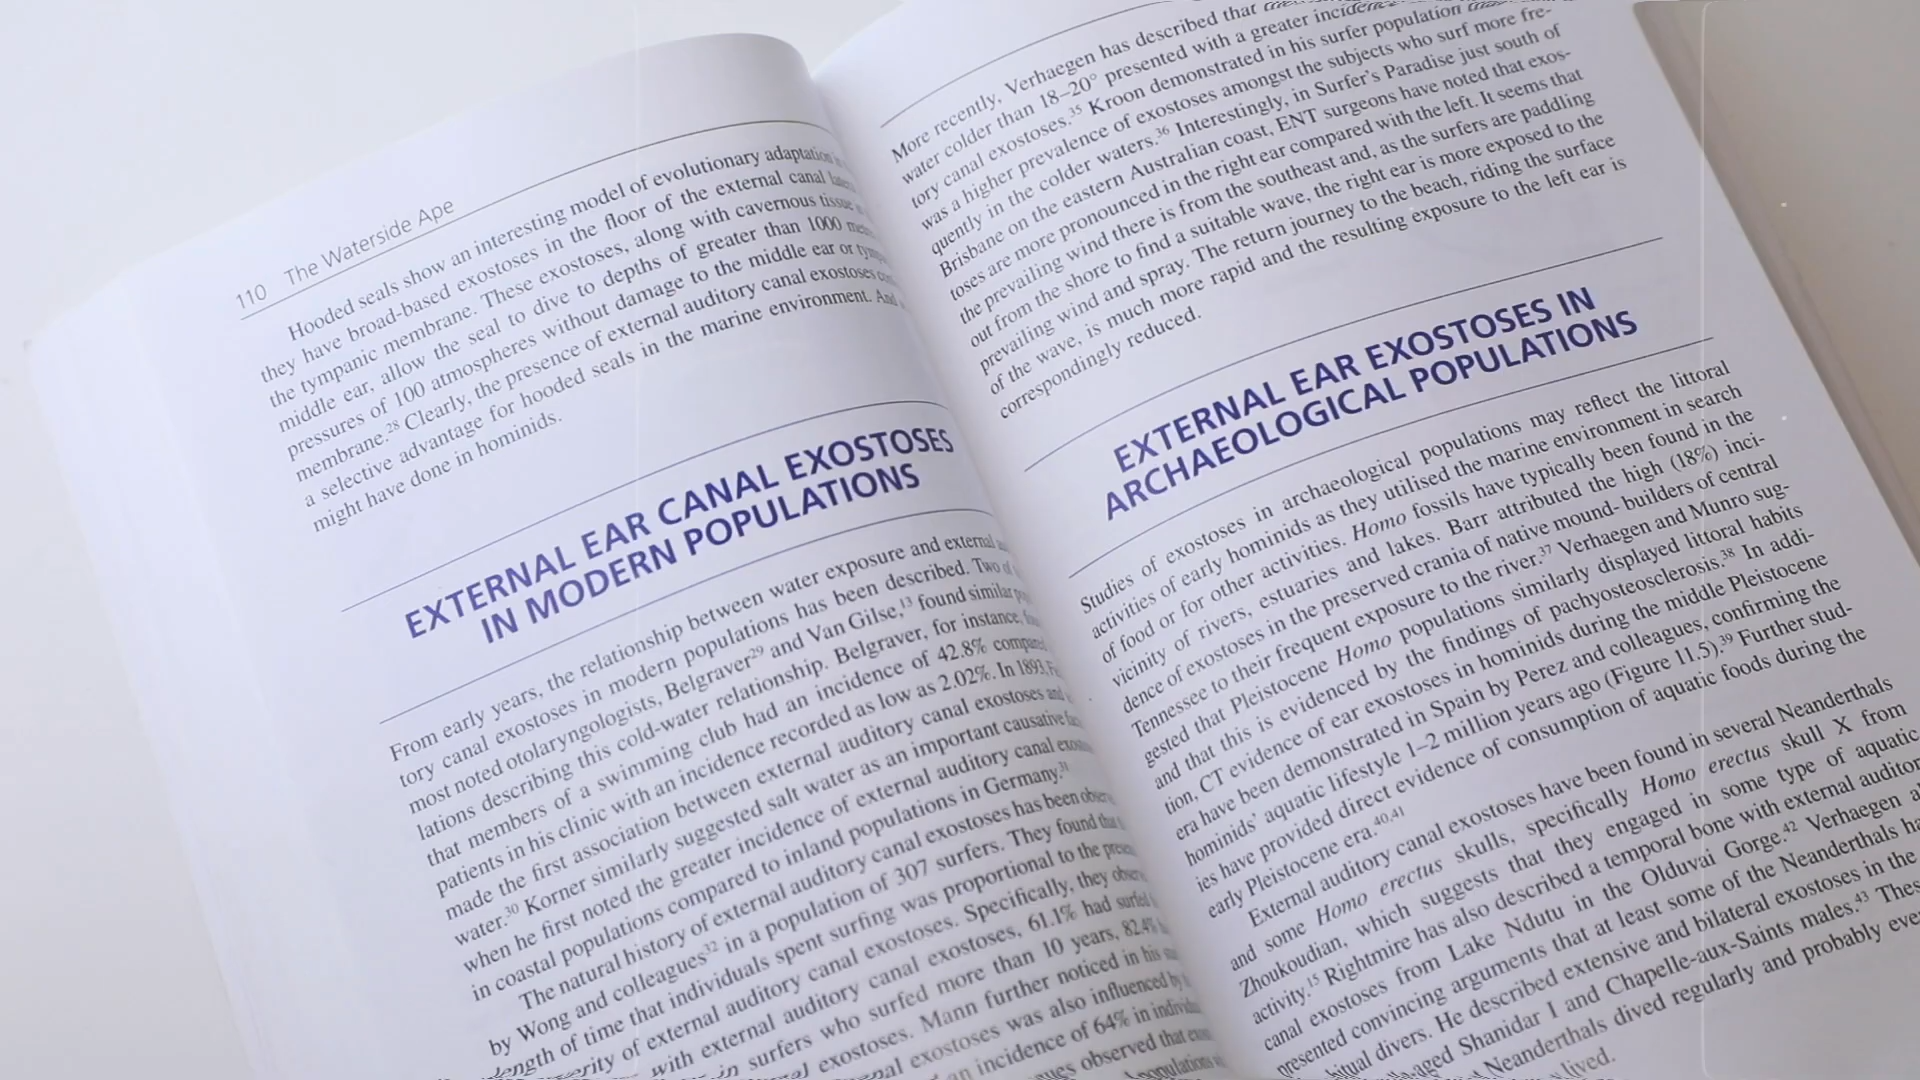 110 The Waterside Ape
Hooded seals show an interesting model of evolutionary adaptation
they have broad-based exostoses in the floor of the external canal
the tympanic membrane. These exostoses, along with cavernous tissue
middle ear, allow the seal to dive to depths of greater than 1000
pressures of 100 atmospheres without damage to the middle ear or
membrane.28 Clearly, the presence of external auditory canal exostoses
a selective advantage for hooded seals in the marine environment. And
might have done in hominids.
EXTERNAL EAR CANAL EXOSTOSES
IN MODERN POPULATIONS
From early years, the relationship between water exposure and external
tory canal exostoses in modern populations has been described. Two of
most noted otolaryngologists, Belgraver29 and Van Gilse,13 found similar
lations describing this cold-water relationship. Belgraver, for instance,
that members of a swimming club had an incidence of 42.8% compared
patients in his clinic with an incidence recorded as low as 2.02%. In 1893,
made the first association between external auditory canal exostoses and
water.30 Korner similarly suggested salt water as an important causative
when he first noted the greater incidence of external auditory canal
in coastal populations compared to inland populations in Germany.31
The natural history of external auditory canal exostoses has been
by Wong and colleagues32 in a population of 307 surfers. They found that
length of time that individuals spent surfing was proportional to the
of external auditory canal exostoses. Specifically, they
with external auditory canal exostoses, 61.1% had surfed
in surfers who surfed more than 10 years, 82.4%
exostoses. Mann further noticed in his
exostoses was also influenced by
an incidence of 64% in
observed that
More recently, Verhaegen has described that
water colder than 18–20° presented with a greater incidence
tory canal exostoses.35 Kroon demonstrated in his surfer population
was a higher prevalence of exostoses amongst the subjects who surf more fre-
quently in the colder waters.36 Interestingly, in Surfer's Paradise just south of
Brisbane on the eastern Australian coast, ENT surgeons have noted that exos-
toses are more pronounced in the right ear compared with the left. It seems that
the prevailing wind there is from the southeast and, as the surfers are paddling
out from the shore to find a suitable wave, the right ear is more exposed to the
prevailing wind and spray. The return journey to the beach, riding the surface
of the wave, is much more rapid and the resulting exposure to the left ear is
correspondingly reduced.
EXTERNAL EAR EXOSTOSES IN
ARCHAEOLOGICAL POPULATIONS
Studies of exostoses in archaeological populations may reflect the littoral
activities of early hominids as they utilised the marine environment in search
of food or for other activities. Homo fossils have typically been found in the
vicinity of rivers, estuaries and lakes. Barr attributed the high (18%) inci-
dence of exostoses in the preserved crania of native mound- builders of central
Tennessee to their frequent exposure to the river.37 Verhaegen and Munro sug-
gested that Pleistocene Homo populations similarly displayed littoral habits
and that this is evidenced by the findings of pachyosteosclerosis.38 In addi-
tion, CT evidence of ear exostoses in hominids during the middle Pleistocene
era have been demonstrated in Spain by Perez and colleagues, confirming the
hominids' aquatic lifestyle 1–2 million years ago (Figure 11.5).39 Further stud-
ies have provided direct evidence of consumption of aquatic foods during the
early Pleistocene era.40,41
External auditory canal exostoses have been found in several Neanderthals
and some Homo erectus skulls, specifically Homo erectus skull X from
Zhoukoudian, which suggests that they engaged in some type of aquatic
activity.15 Rightmire has also described a temporal bone with external auditor
canal exostoses from Lake Ndutu in the Olduvai Gorge.42 Verhaegen
presented convincing arguments that at least some of the Neanderthals
divers. He described extensive and bilateral exostoses in the
aged Shanidar I and Chapelle-aux-Saints males.43
Neanderthals dived regularly and probably
lived.